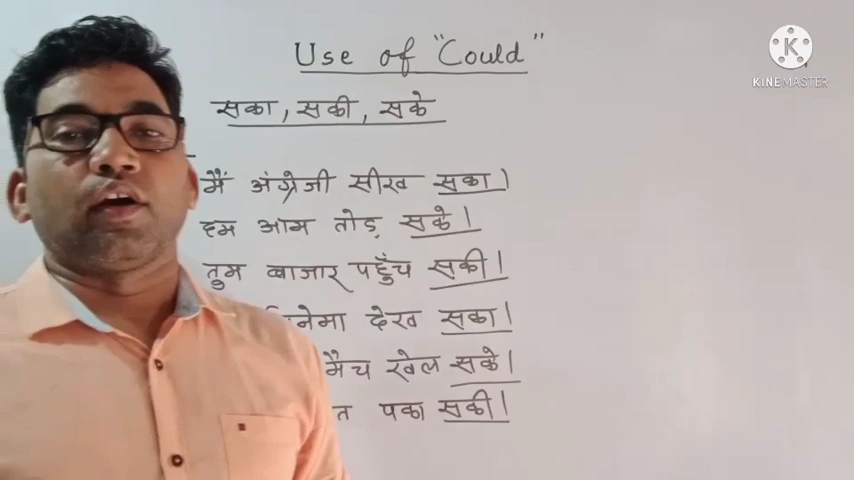 Use of "Could"
K
KINEMASTER
सका, सकी, सके
मैं अंग्रेजी सीख सका।
हम आम तोड़ सके।
तुम बाजार पहुँच सकी।
देख सका।
मैच खेल सके।
पका सकी।